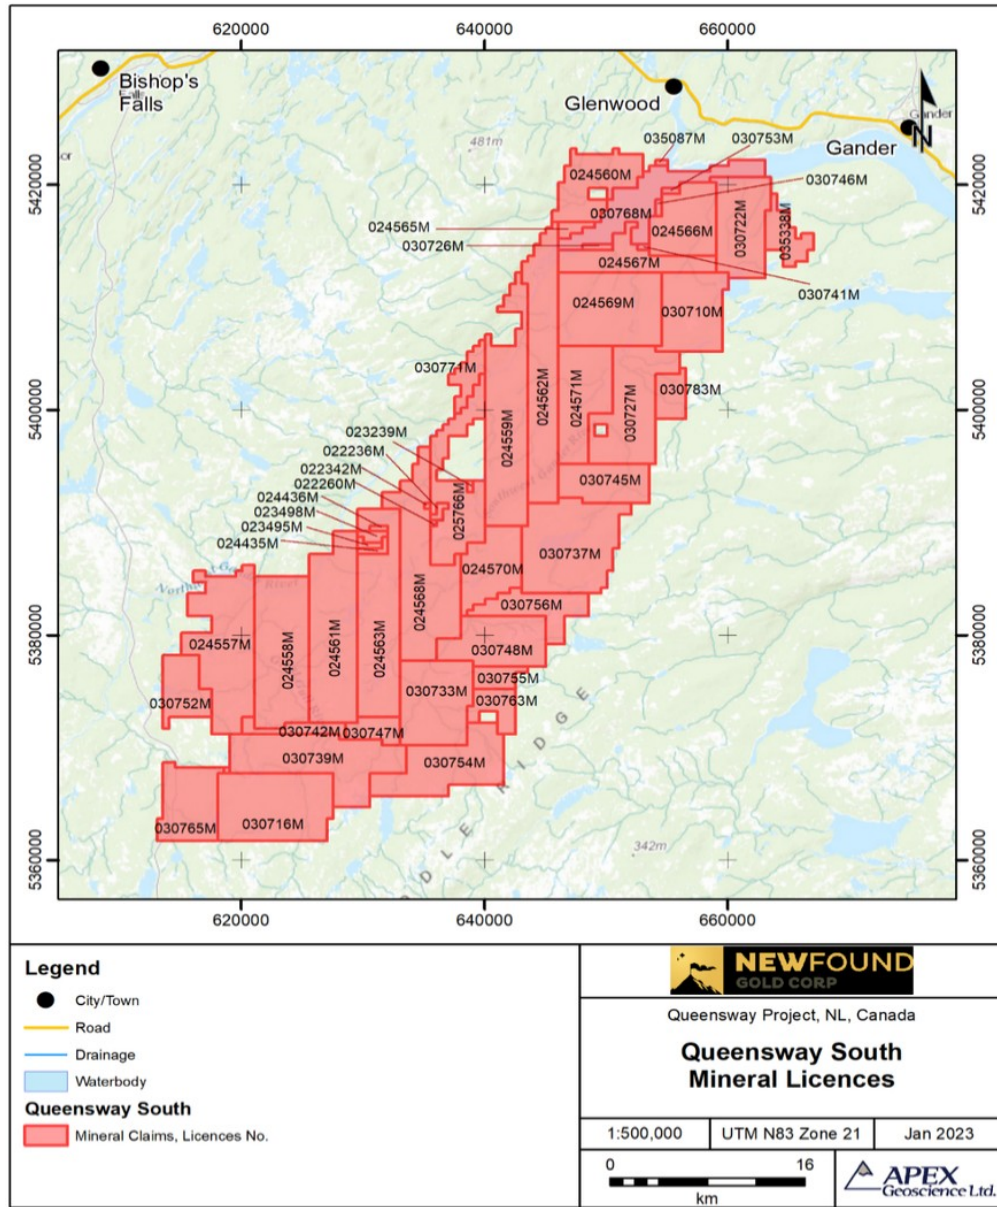 620000
640000
660000
Bishop's
Falls
481m
Glenwood
Gander
Gander
N
035087M
030753M
030746M
5420000
5420000
024560M
030768M
024565M
030726M
024566M
030722M
035338M
024567M
030741M
024569M
030710M
030771M
024559M
024562M
024571M
030727M
030783M
5400000
5400000
023239M
022236M
022342M
022260M
024436M
023498M
023495M
024435M
025766M
030745M
030737M
024570M
024568M
030756M
River
024557M
024558M
024561M
024563M
030748M
5380000
5380000
030752M
030733M
030755M
030763M
030742M
030747M
030739M
030754M
030765M
030716M
RIDGE
342m
5360000
5360000
620000
640000
660000
Legend
City/Town
Road
Drainage
Waterbody
Queensway South
Mineral Claims, Licences No.
NEWFOUND
GOLD CORP
Queensway Project, NL, Canada
Queensway South
Mineral Licences
1:500,000
UTM N83 Zone 21
Jan 2023
0
16
km
APEX
Geoscience Ltd.